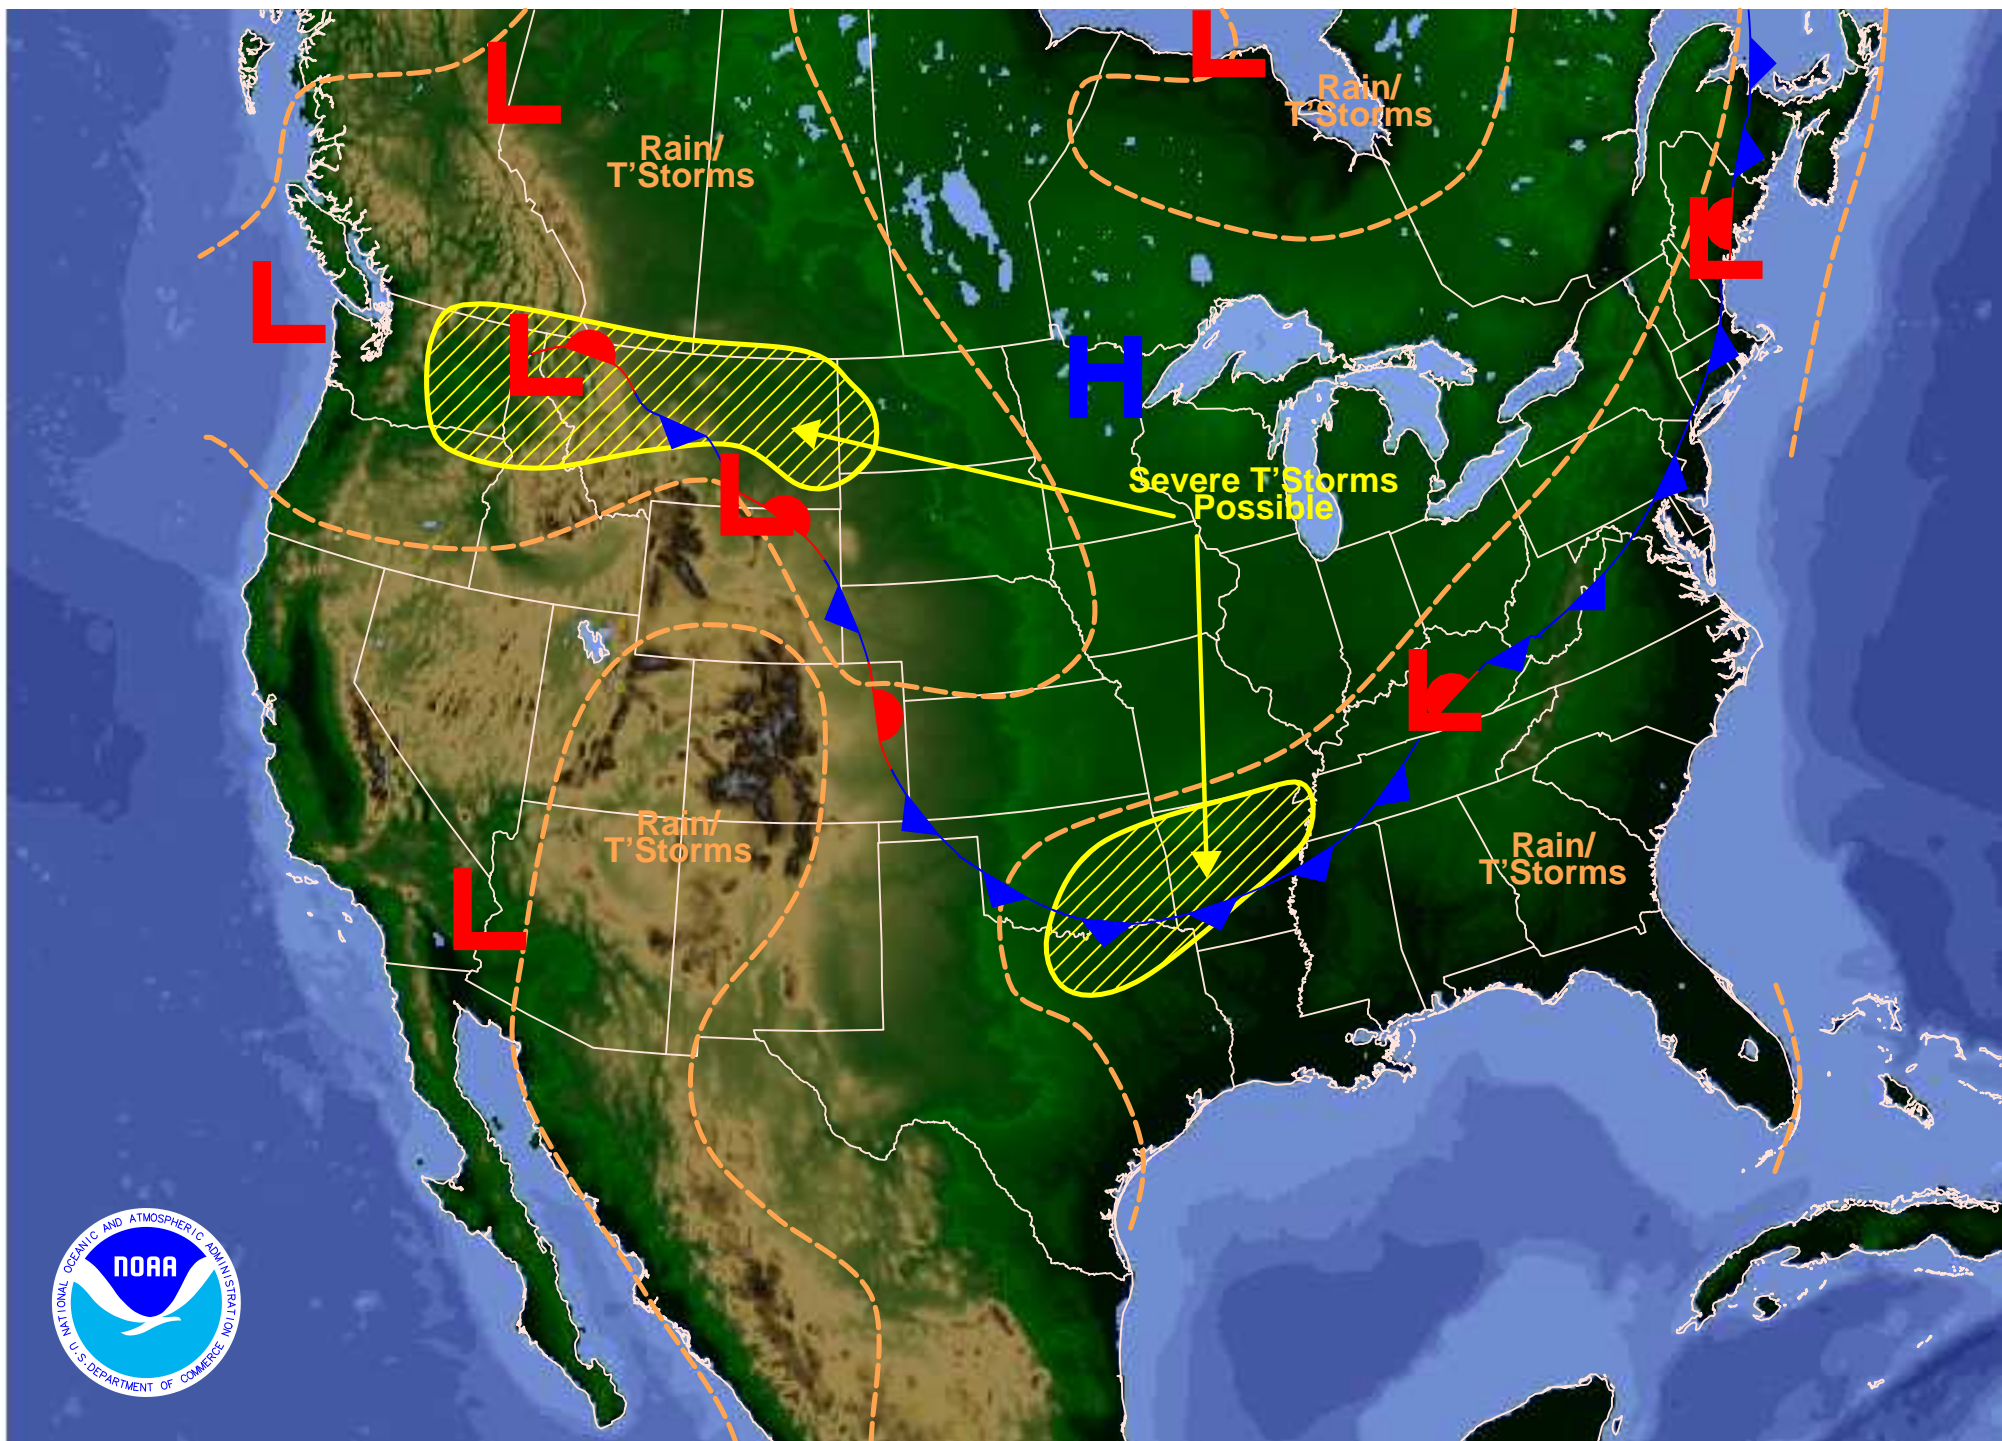 L
L
Rain/
T'Storms
Rain/
T'Storms
L
L
L
H
Severe T'Storms
Possible
L
L
Rain/
T'Storms
Rain/
T'Storms
L
NATIONAL OCEANIC AND ATMOSPHERIC ADMINISTRATION
NOAA
U.S. DEPARTMENT OF COMMERCE